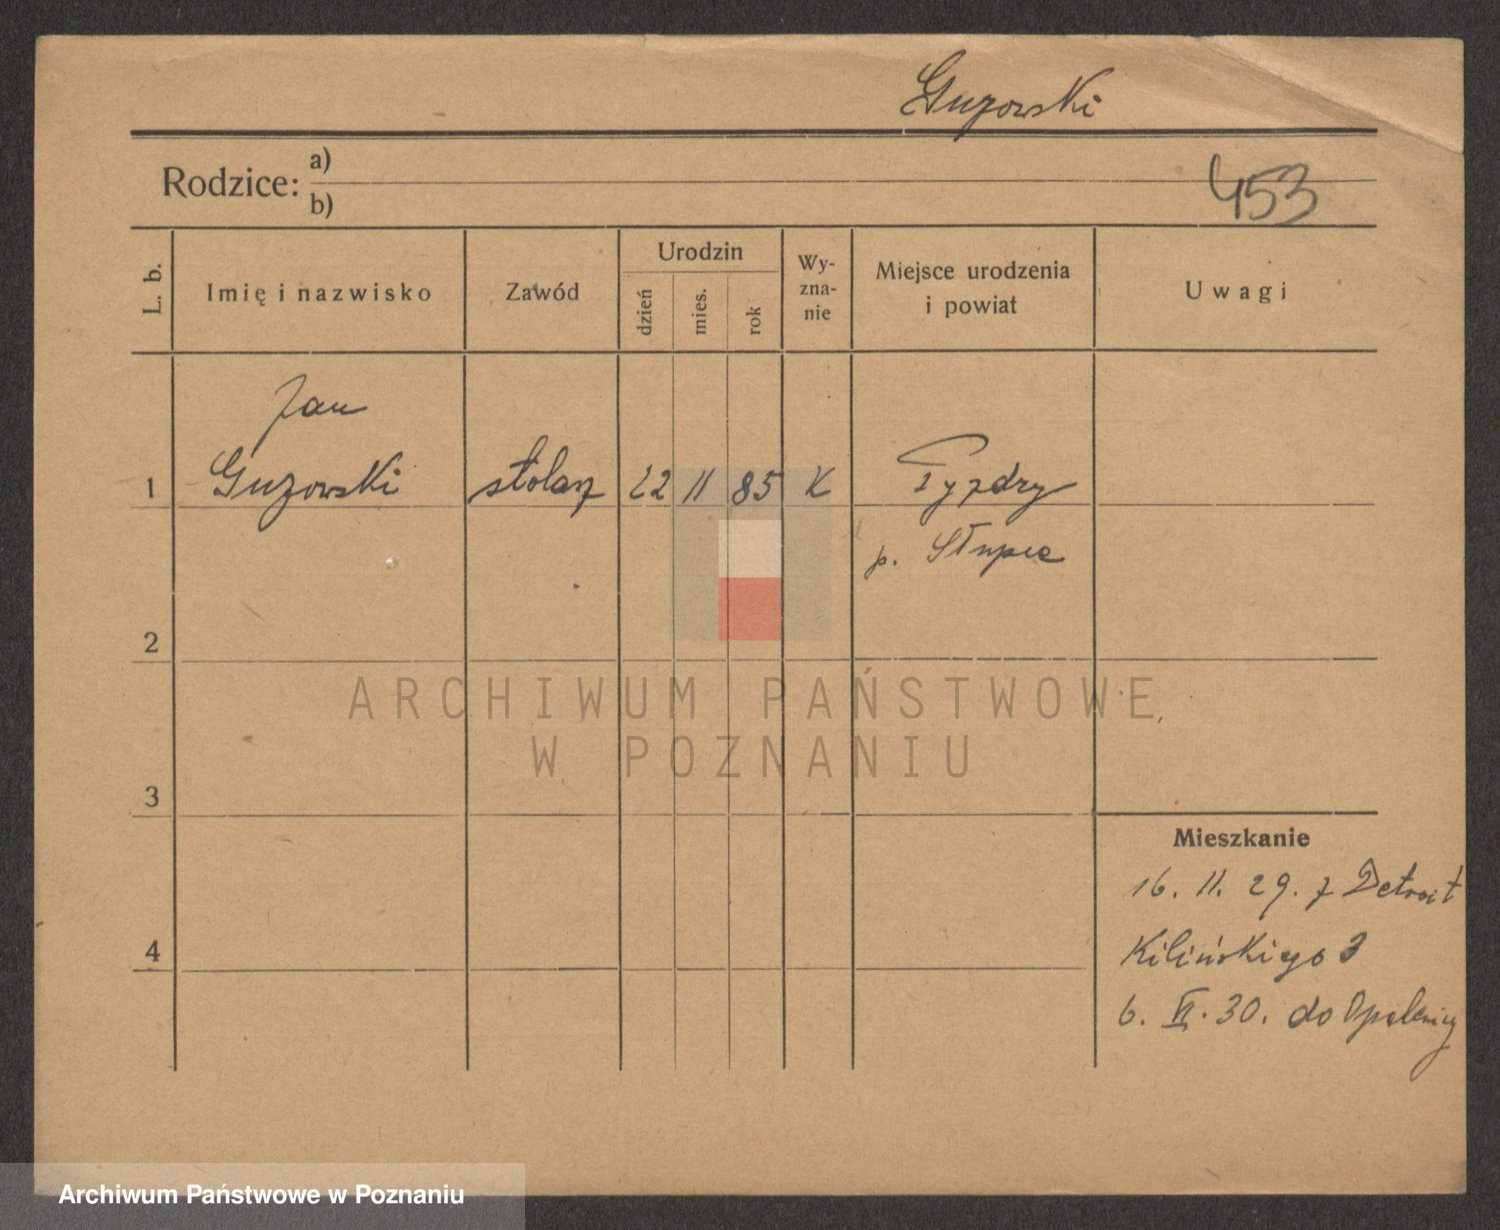 Guzowski
Rodzice: a)
b)
453
L. b.
Imię i nazwisko
Zawód
Urodzin
dzień
mies.
rok
Wy-
zna-
nie
Miejsce urodzenia
i powiat
Uwagi
Jan
1 Guzowski stolarz 22 11 85 K Pyzdry
p. Słupca
2
ARCHIWUM PAŃSTWOWE
W POZNANIU
3
Mieszkanie
16. 11. 29. z Detroit
4
Kilińskiego 3
6. VI. 30. do Opalenicy
Archiwum Państwowe w Poznaniu